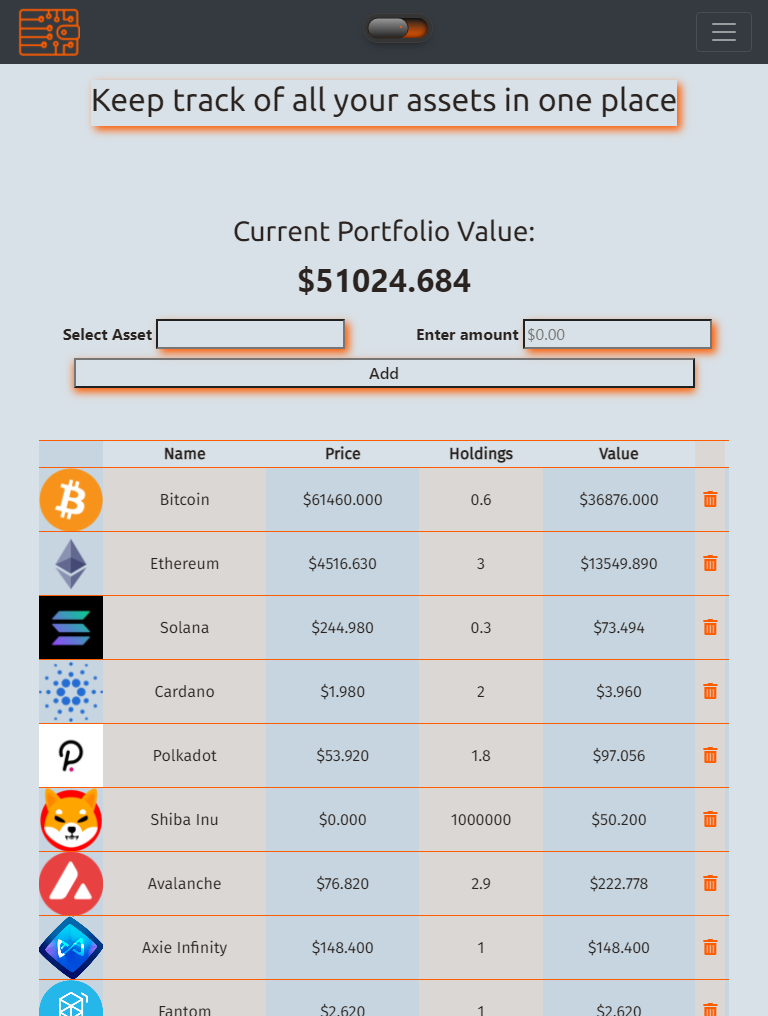 Keep track of all your assets in one place
Current Portfolio Value:
$51024.684
Select Asset Enter amount $0.00
Add
Name Price Holdings Value
Bitcoin $61460.000 0.6 $36876.000
Ethereum $4516.630 3 $13549.890
Solana $244.980 0.3 $73.494
Cardano $1.980 2 $3.960
Polkadot $53.920 1.8 $97.056
Shiba Inu $0.000 1000000 $50.200
Avalanche $76.820 2.9 $222.778
Axie Infinity $148.400 1 $148.400
Fantom $2.620 1 $2.620